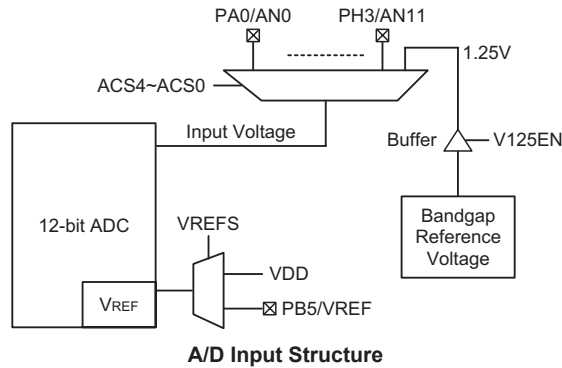 PA0/AN0
PH3/AN11
1.25V
ACS4~ACS0
Input Voltage
Buffer
V125EN
12-bit ADC
VREFS
Bandgap
Reference
Voltage
VDD
VREF
PB5/VREF
A/D Input Structure